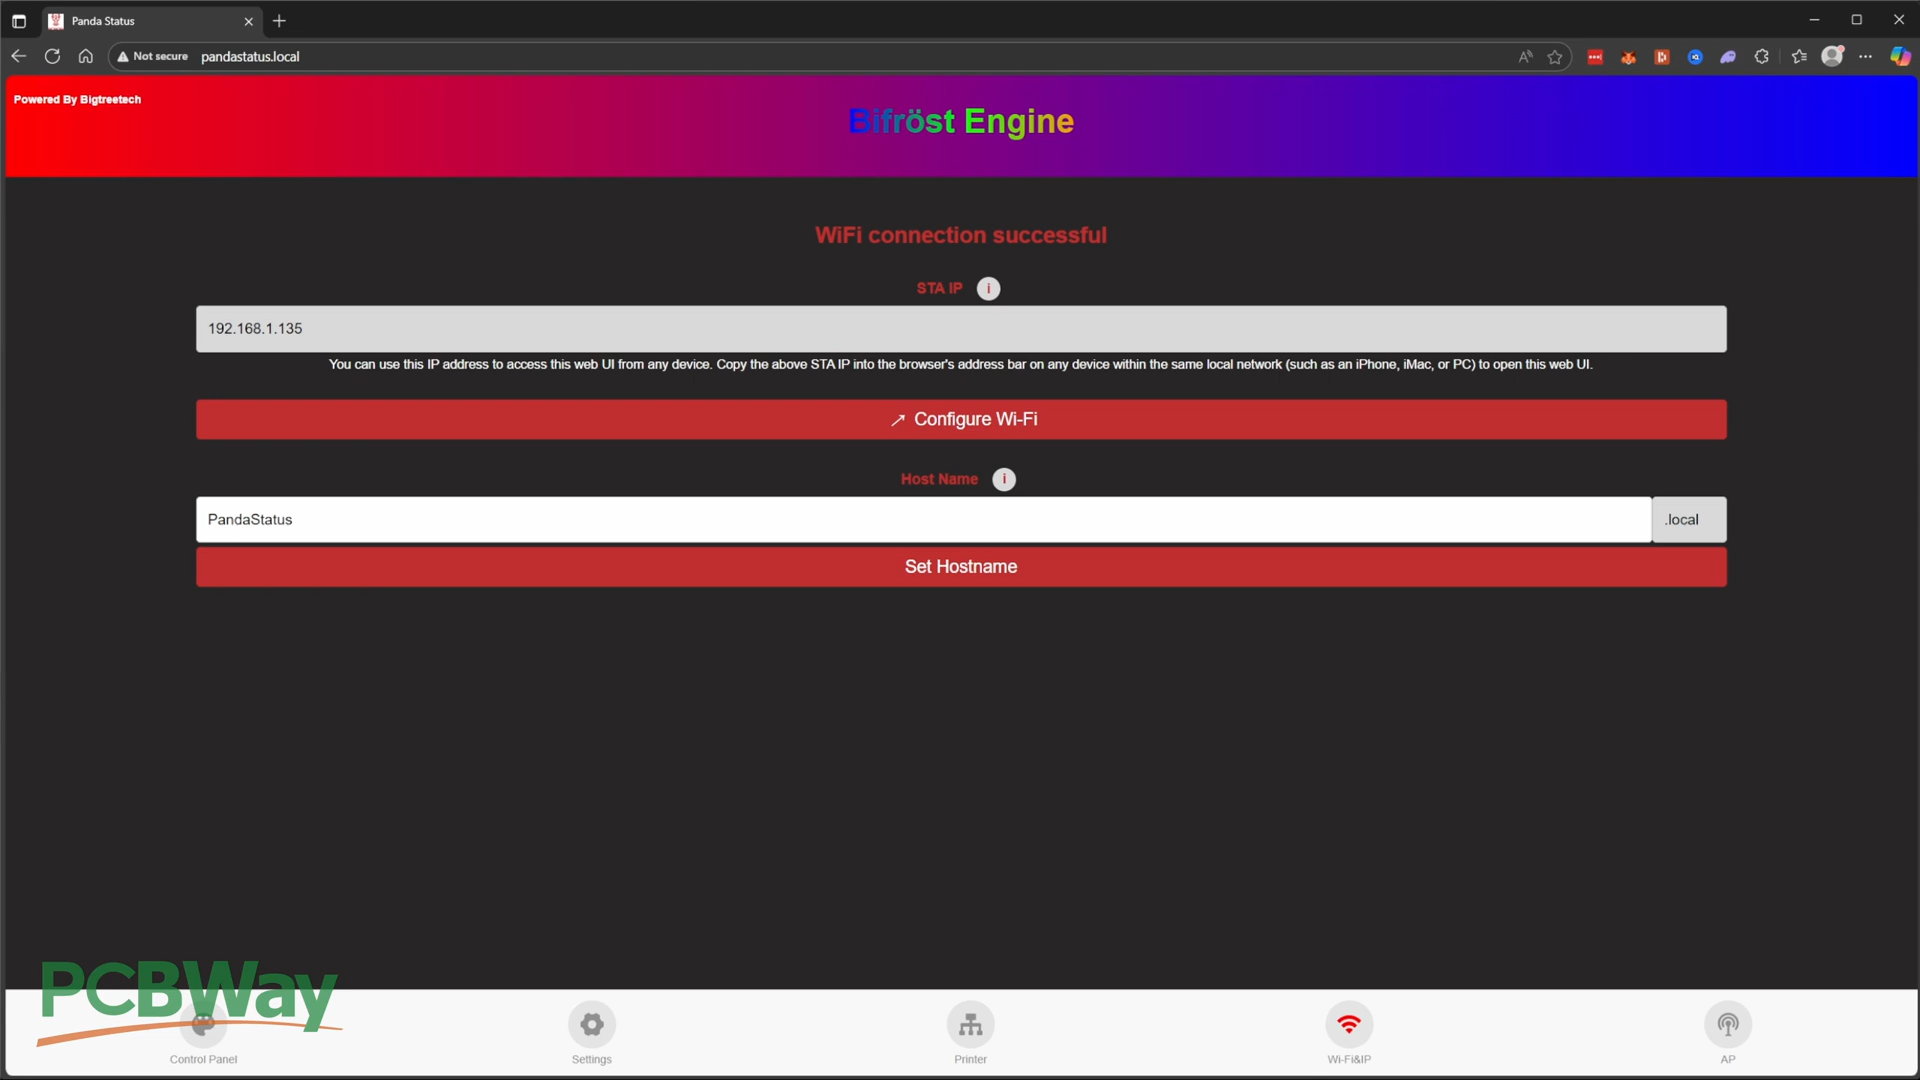 Panda Status
Not secure pandastatus.local
Powered By Bigtreetech
Bifröst Engine
WiFi connection successful
STA IP i
192.168.1.135
You can use this IP address to access this web UI from any device. Copy the above STA IP into the browser's address bar on any device within the same local network (such as an iPhone, iMac, or PC) to open this web UI.
Configure Wi-Fi
Host Name i
PandaStatus .local
Set Hostname
PCBWay
Control Panel Settings Printer Wi-Fi&IP AP